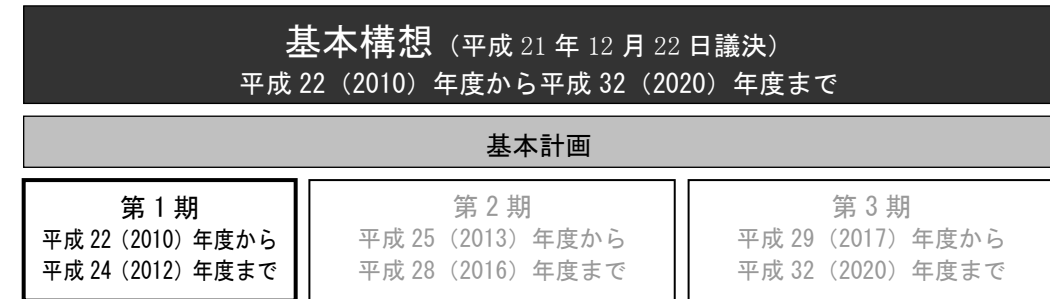 基本構想（平成 21 年 12 月 22 日議決）
平成 22（2010）年度から平成 32（2020）年度まで
基本計画
第 1 期
平成 22（2010）年度から
平成 24（2012）年度まで
第 2 期
平成 25（2013）年度から
平成 28（2016）年度まで
第 3 期
平成 29（2017）年度から
平成 32（2020）年度まで